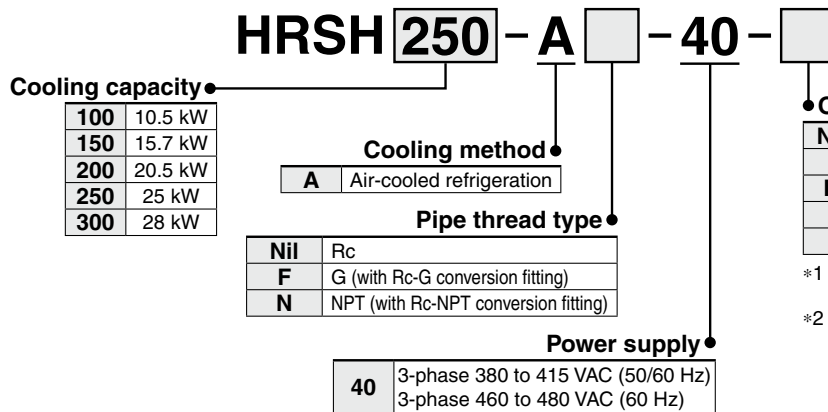 HRSH 250 - A - 40 -
Cooling capacity
100 10.5 kW
150 15.7 kW
200 20.5 kW
250 25 kW
300 28 kW
Cooling method
A Air-cooled refrigeration
Pipe thread type
Nil Rc
F G (with Rc-G conversion fitting)
N NPT (with Rc-NPT conversion fitting)
Power supply
40 3-phase 380 to 415 VAC (50/60 Hz)
3-phase 460 to 480 VAC (60 Hz)
*1
*2